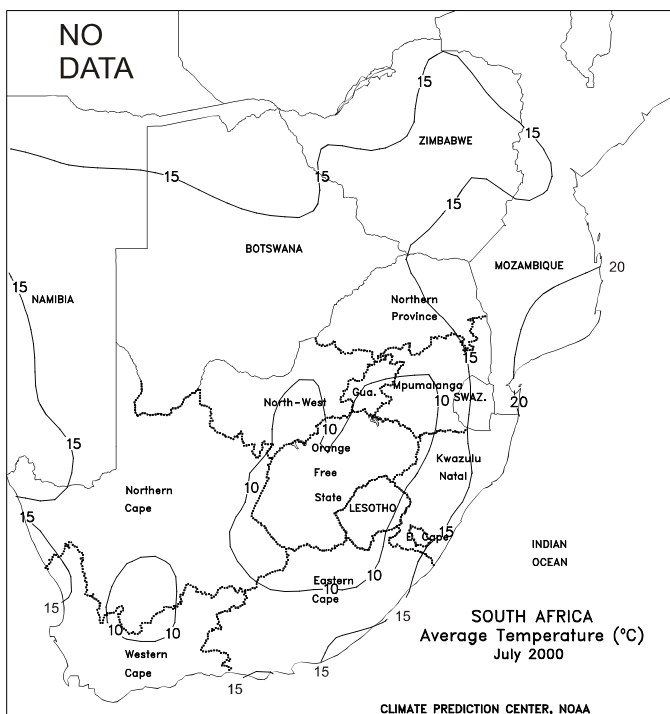 NO
DATA
15
15
ZIMBABWE
15
15
15
15
BOTSWANA
MOZAMBIQUE
20
15
NAMIBIA
Northern
Province
15
Gua.
Mpumalanga
North-West
10
SWAZ.
20
10
15
Orange
Free
State
Kwazulu
Natal
10
Northern
Cape
LESOTHO
15
E. Cape
15
INDIAN
OCEAN
10
Eastern
Cape
10
15
15
10
10
SOUTH AFRICA
Average Temperature (°C)
July 2000
Western
Cape
15
15
CLIMATE PREDICTION CENTER, NOAA